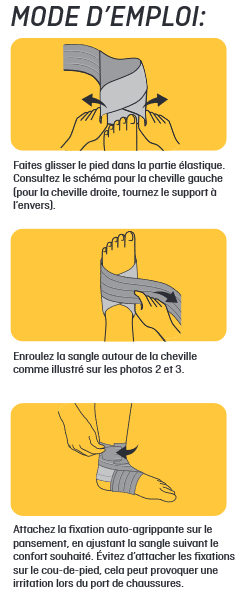 MODE D'EMPLOI:
Faites glisser le pied dans la partie élastique.
Consultez le schéma pour la cheville gauche
(pour la cheville droite, tournez le support à
l'envers).
Enroulez la sangle autour de la cheville
comme illustré sur les photos 2 et 3.
Attachez la fixation auto-agrippante sur le
pansement, en ajustant la sangle suivant le
confort souhaité. Évitez d'attacher les fixations
sur le cou-de-pied, cela peut provoquer une
irritation lors du port de chaussures.